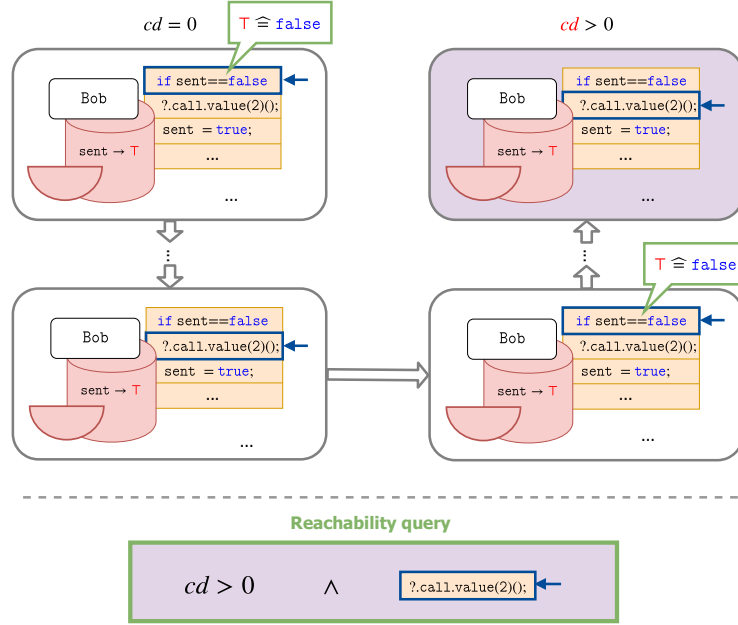 cd = 0
⊤ ≙ false
if sent==false
Bob
?.call.value(2)();
sent = true;
sent → ⊤
...
...
cd > 0
if sent==false
Bob
?.call.value(2)();
sent = true;
sent → ⊤
...
...
...
...
if sent==false
Bob
?.call.value(2)();
sent = true;
sent → ⊤
...
...
⊤ ≙ false
if sent==false
Bob
?.call.value(2)();
sent = true;
sent → ⊤
...
...
Reachability query
cd > 0 ∧ ?.call.value(2)();